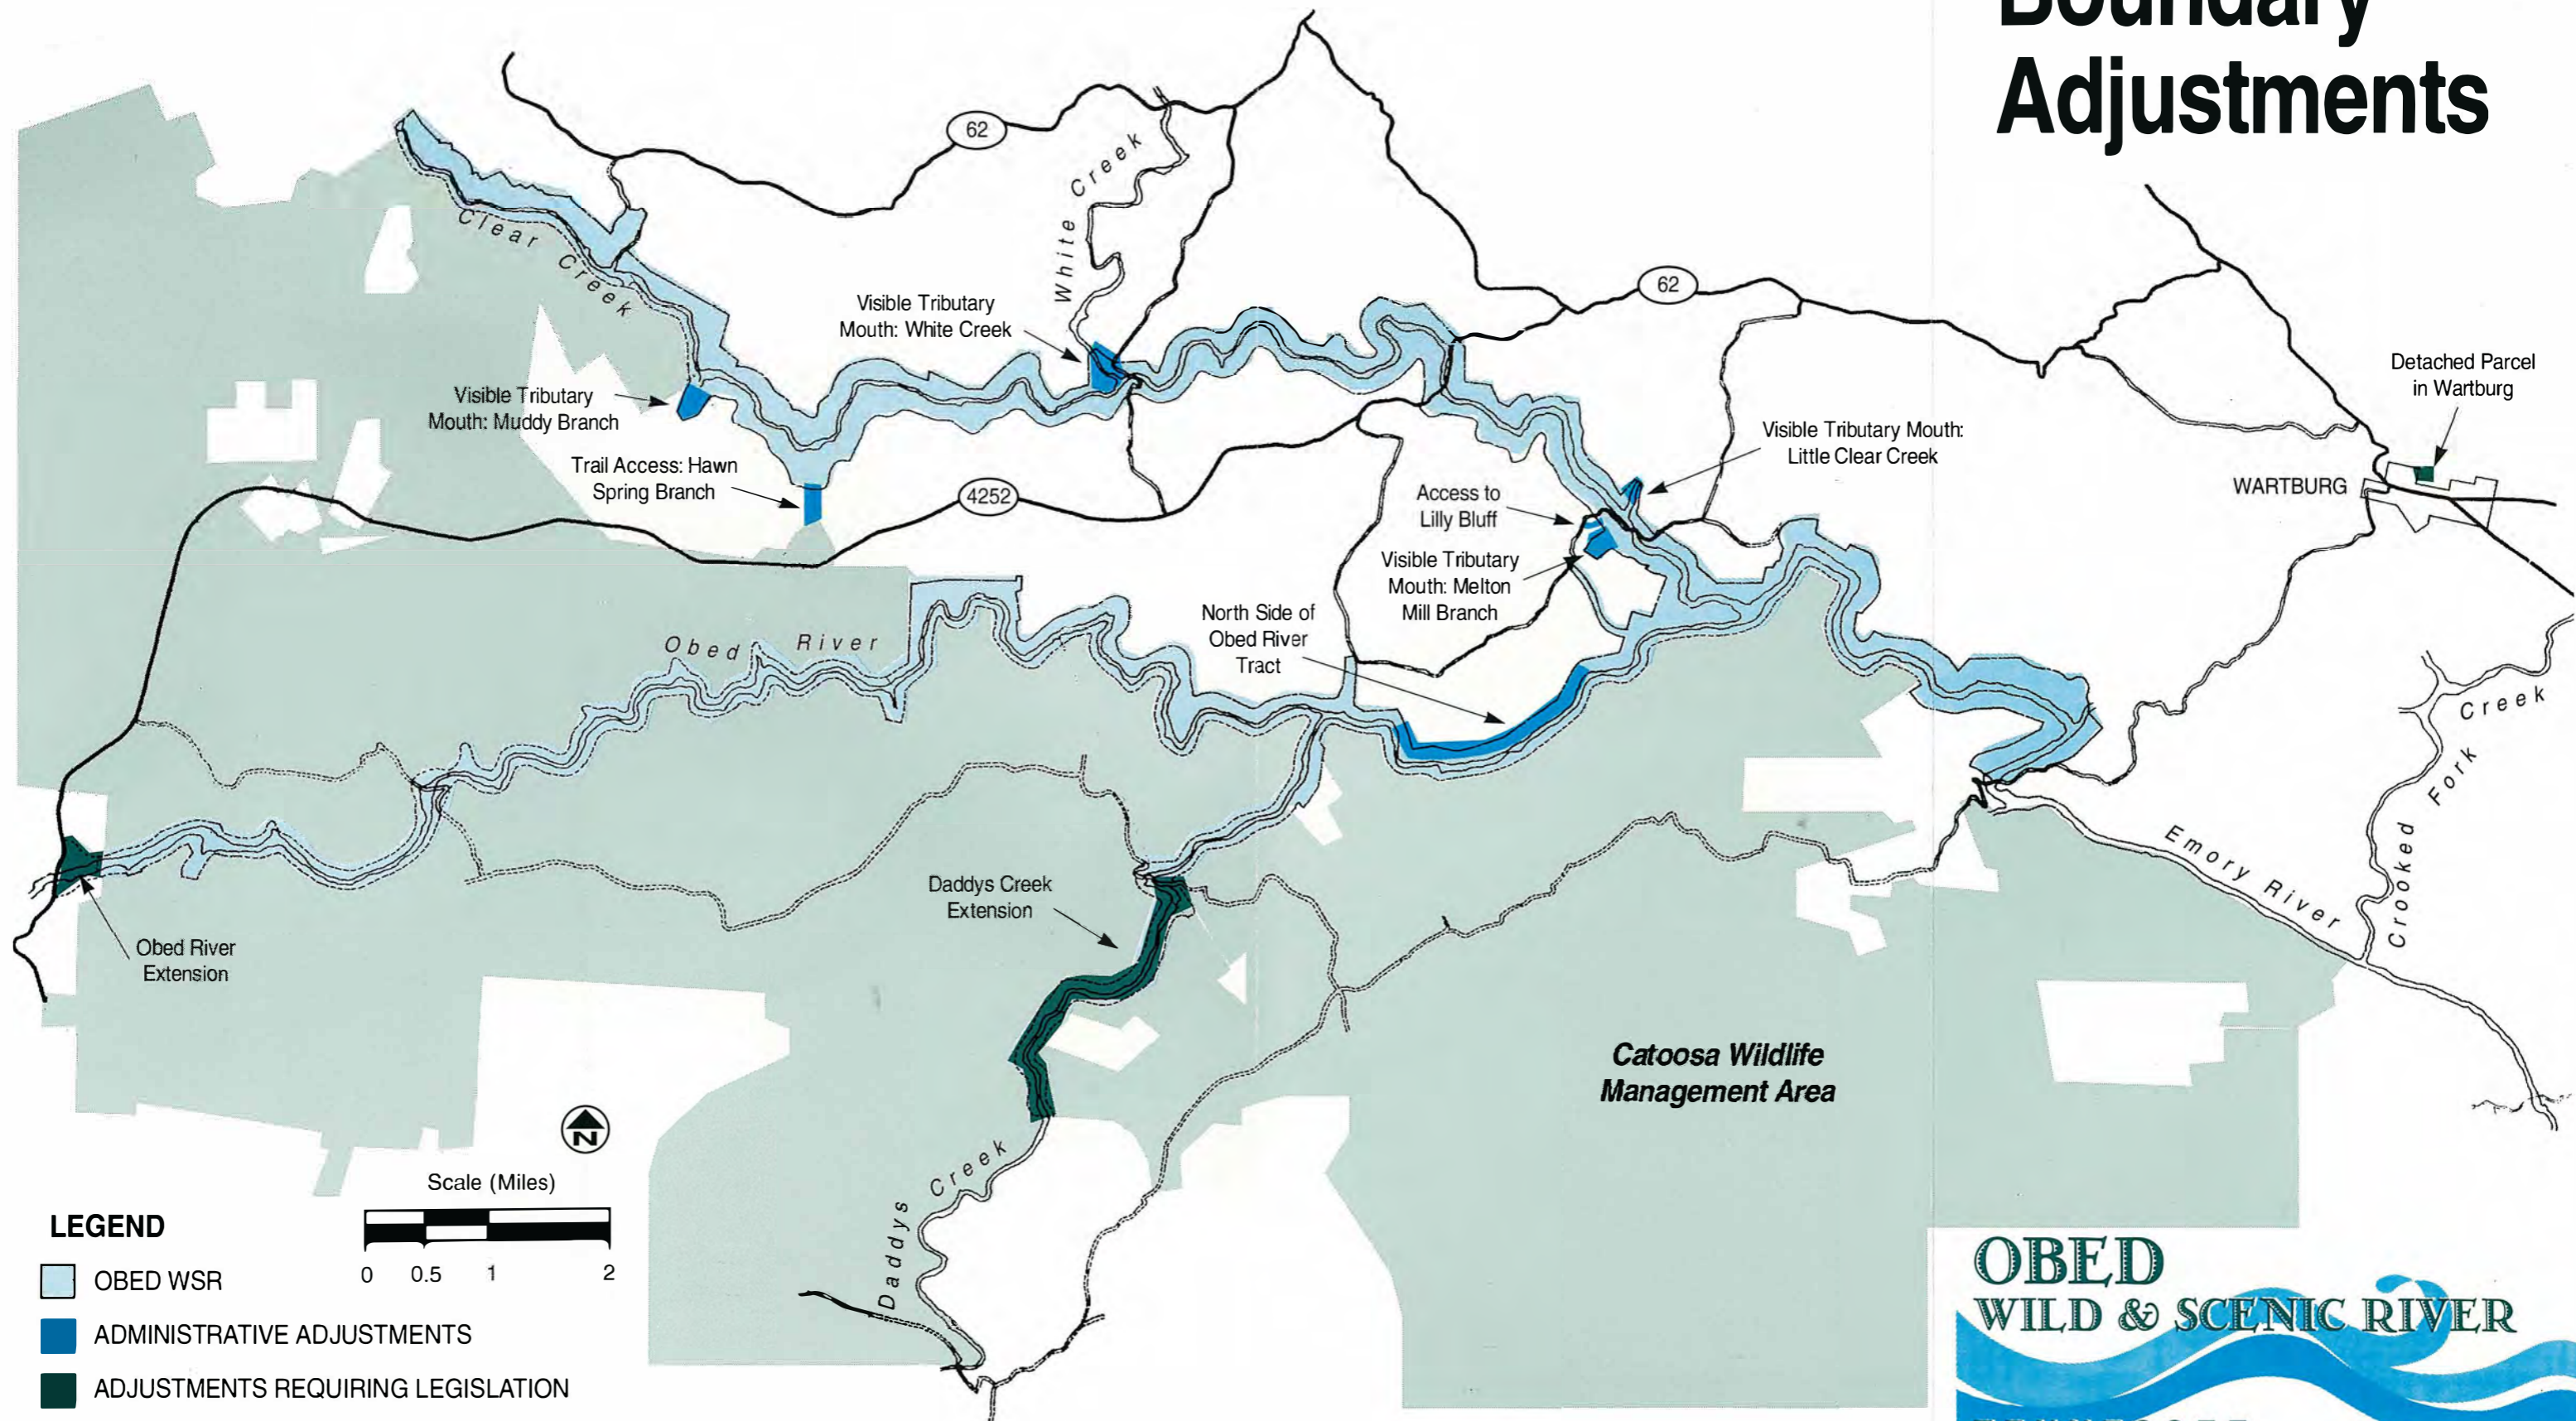 Boundary
Adjustments
62
White Creek
Clear Creek
Visible Tributary
Mouth: White Creek
62
Visible Tributary
Mouth: Muddy Branch
Detached Parcel
in Wartburg
Trail Access: Hawn
Spring Branch
4252
Visible Tributary Mouth:
Little Clear Creek
WARTBURG
Access to
Lilly Bluff
Visible Tributary
Mouth: Melton
Mill Branch
North Side of
Obed River
Tract
Obed River
Crooked Fork Creek
Emory River
Daddys Creek
Extension
Obed River
Extension
Catoosa Wildlife
Management Area
Daddys Creek
N
Scale (Miles)
0 0.5 1 2
LEGEND
OBED WSR
ADMINISTRATIVE ADJUSTMENTS
ADJUSTMENTS REQUIRING LEGISLATION
OBED
WILD & SCENIC RIVER